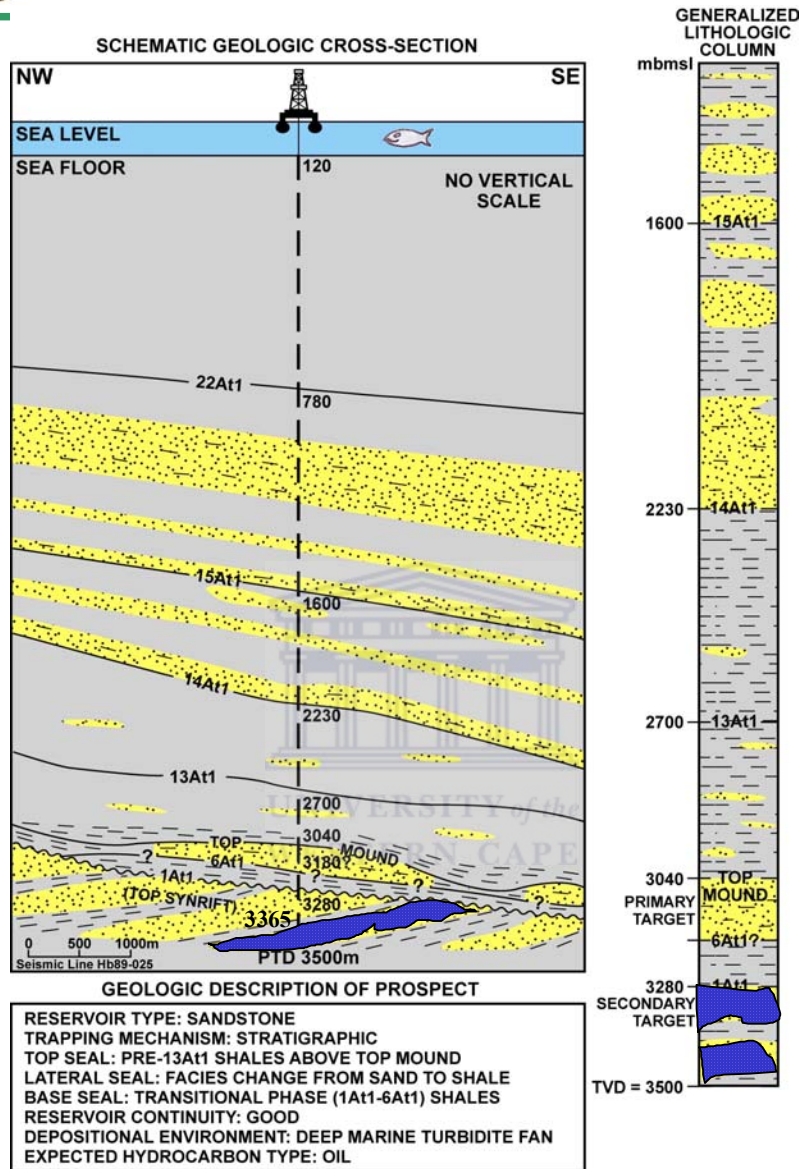 SCHEMATIC GEOLOGIC CROSS-SECTION
NW
SE
SEA LEVEL
SEA FLOOR
120
NO VERTICAL
SCALE
22At1
780
15At1
1600
14At1
2230
13At1
2700
UNIVERSITY of the
WESTERN CAPE
3040
TOP
MOUND
6At1
3180?
?
?
?
?
1At1
(TOP SYNRIFT)
3280
3365
0 500 1000m
PTD 3500m
Seismic Line Hb89-025
GENERALIZED
LITHOLOGIC
COLUMN
mbmsl
1600
15At1
2230
14At1
2700
13At1
3040
TOP
MOUND
PRIMARY
TARGET
6At1?
3280
1At1
SECONDARY
TARGET
TVD = 3500
GEOLOGIC DESCRIPTION OF PROSPECT
RESERVOIR TYPE: SANDSTONE
TRAPPING MECHANISM: STRATIGRAPHIC
TOP SEAL: PRE-13At1 SHALES ABOVE TOP MOUND
LATERAL SEAL: FACIES CHANGE FROM SAND TO SHALE
BASE SEAL: TRANSITIONAL PHASE (1At1-6At1) SHALES
RESERVOIR CONTINUITY: GOOD
DEPOSITIONAL ENVIRONMENT: DEEP MARINE TURBIDITE FAN
EXPECTED HYDROCARBON TYPE: OIL